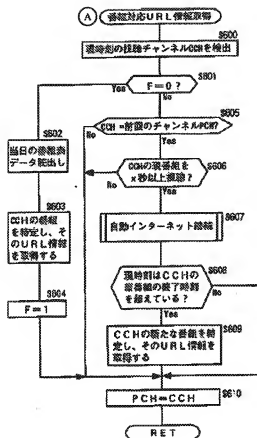 A 番組対応URL情報取得
S600
現時刻の視聴チャンネルCCHを検出
S601
F=0?
Yes
No
S605
CCH=前回のチャンネルPCH?
No
Yes
S602
当日の番組表
データ読出し
S606
CCHの現番組を
x秒以上視聴?
No
Yes
S603
CCHの番組
を特定し、そ
のURL情報
を取得する
S607
自動インターネット接続
S608
現時刻はCCHの
現番組の終了時刻
を超えている?
No
Yes
S604
F=1
S609
CCHの新たな番組を特
定し、そのURL情報を
取得する
S610
PCH=CCH
RET